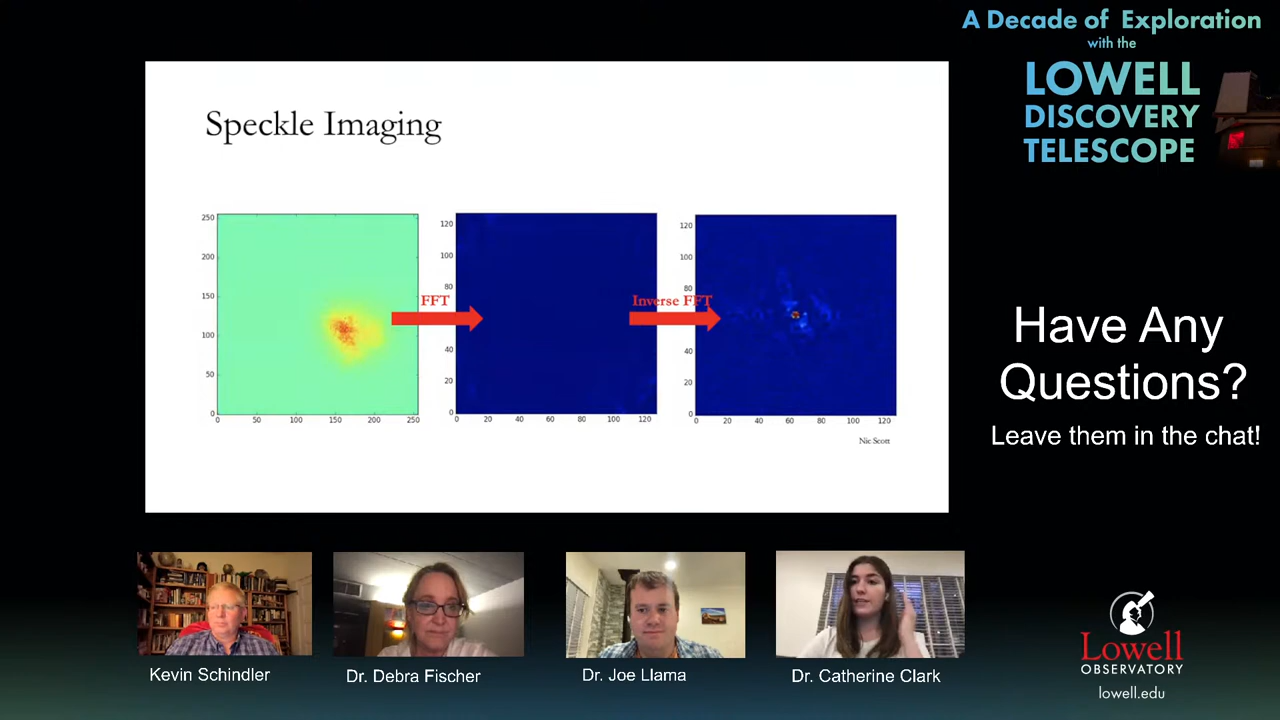 A Decade of Exploration
with the
LOWELL
DISCOVERY
TELESCOPE
Speckle Imaging
250
200
150
100
50
0
0 50 100 150 200 250
FFT
120
100
80
40
20
0 20 40 60 80 100 120
Inverse FFT
120
100
80
40
20
0
0 20 40 60 80 100 120
Nic Scott
Have Any
Questions?
Leave them in the chat!
Kevin Schindler
Dr. Debra Fischer
Dr. Joe Llama
Dr. Catherine Clark
Lowell
OBSERVATORY
lowell.edu